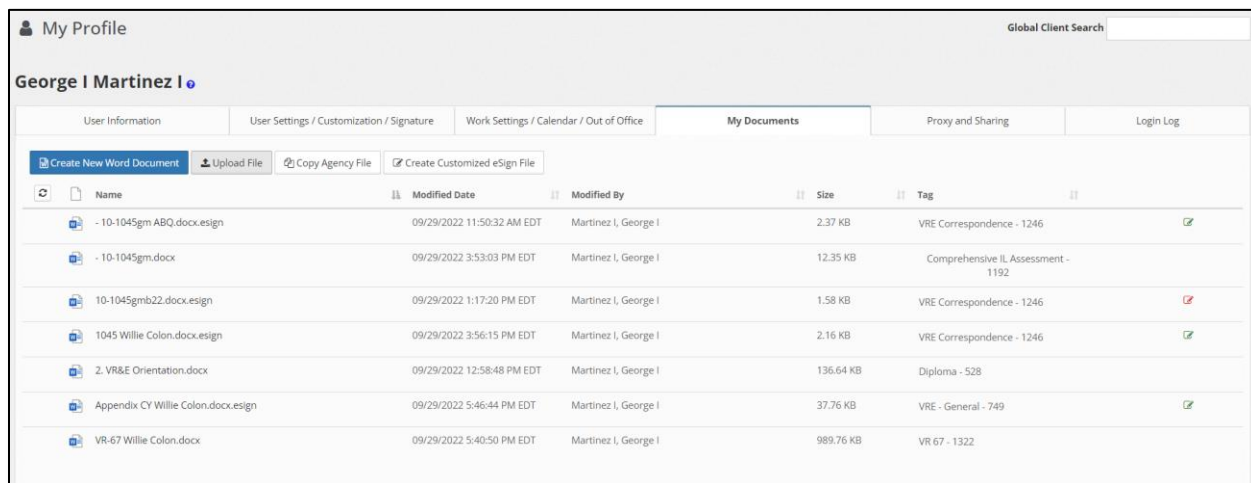 My Profile Global Client Search
George I Martinez I
User Information User Settings / Customization / Signature Work Settings / Calendar / Out of Office My Documents Proxy and Sharing Login Log
Create New Word Document Upload File Copy Agency File Create Customized eSign File
Name Modified Date Modified By Size Tag
- 10-1045gm ABQ.docx.esign 09/29/2022 11:50:32 AM EDT Martinez I, George I 2.37 KB VRE Correspondence - 1246
- 10-1045gm.docx 09/29/2022 3:53:03 PM EDT Martinez I, George I 12.35 KB Comprehensive IL Assessment -
1192
10-1045gmb22.docx.esign 09/29/2022 1:17:20 PM EDT Martinez I, George I 1.58 KB VRE Correspondence - 1246
1045 Willie Colon.docx.esign 09/29/2022 3:56:15 PM EDT Martinez I, George I 2.16 KB VRE Correspondence - 1246
2. VR&E Orientation.docx 09/29/2022 12:58:48 PM EDT Martinez I, George I 136.64 KB Diploma - 528
Appendix CY Willie Colon.docx.esign 09/29/2022 5:46:44 PM EDT Martinez I, George I 37.76 KB VRE - General - 749
VR-67 Willie Colon.docx 09/29/2022 5:40:50 PM EDT Martinez I, George I 989.76 KB VR 67 - 1322